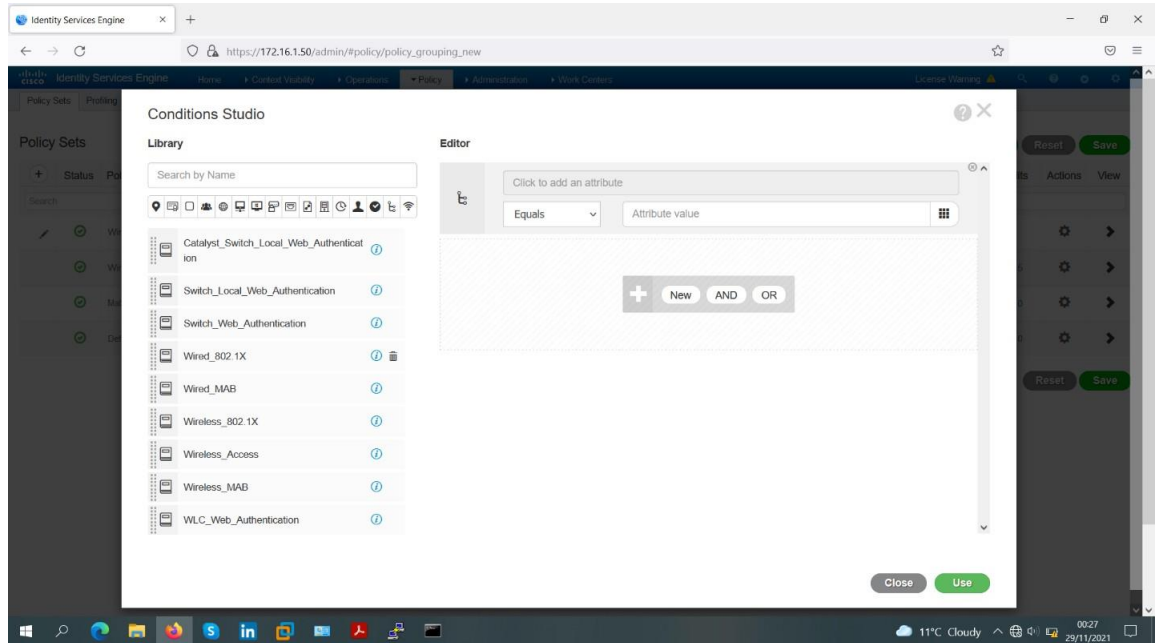 Identity Services Engine
https://172.16.1.50/admin/#policy/policy_grouping_new
CISCO Identity Services Engine Home Context Visibility Operations Policy Administration Work Centers License Warning
Policy Sets Profiling
Conditions Studio
Policy Sets
Library
Editor
Reset Save
Status
Actions View
Search
Search by Name
Click to add an attribute
Equals
Attribute value
Catalyst_Switch_Local_Web_Authenticat
ion
New AND OR
Switch_Local_Web_Authentication
Switch_Web_Authentication
Wired_802.1X
Wired_MAB
Reset Save
Wireless_802.1X
Wireless_Access
Wireless_MAB
WLC_Web_Authentication
Close Use
11°C Cloudy
00:27
29/11/2021